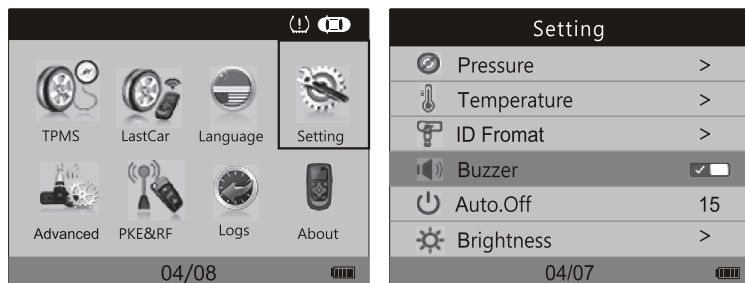 TPMS LastCar Language Setting
Advanced PKE&RF Logs About
04/08
Setting
Pressure >
Temperature >
ID Fromat >
Buzzer
Auto.Off 15
Brightness >
04/07